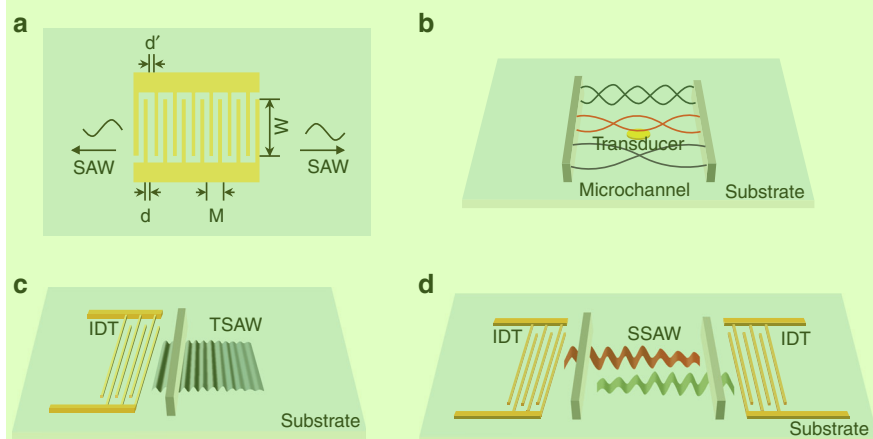 a
d′
W
SAW
SAW
d
M
b
Transducer
Microchannel
Substrate
c
IDT
TSAW
Substrate
d
IDT
SSAW
IDT
Substrate